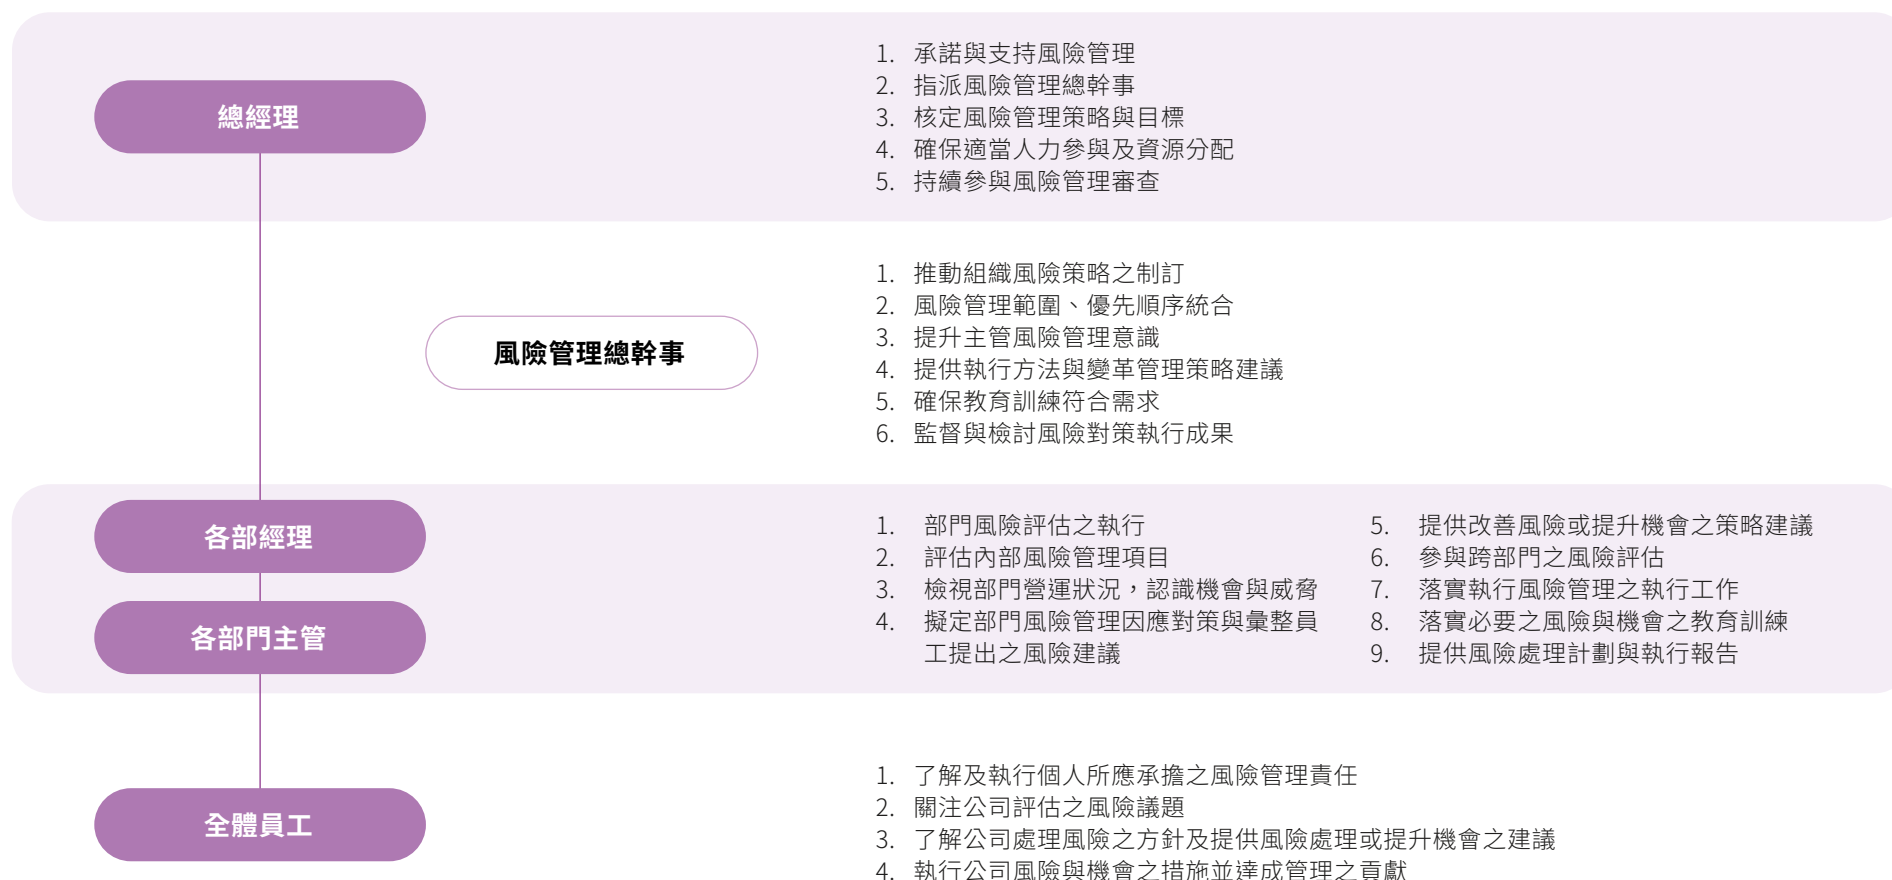 總經理
1. 承諾與支持風險管理
2. 指派風險管理總幹事
3. 核定風險管理策略與目標
4. 確保適當人力參與及資源分配
5. 持續參與風險管理審查
風險管理總幹事
1. 推動組織風險策略之制訂
2. 風險管理範圍、優先順序統合
3. 提升主管風險管理意識
4. 提供執行方法與變革管理策略建議
5. 確保教育訓練符合需求
6. 監督與檢討風險對策執行成果
各部經理
各部門主管
1. 部門風險評估之執行
2. 評估內部風險管理項目
3. 檢視部門營運狀況，認識機會與威脅
4. 擬定部門風險管理因應對策與彙整員
工提出之風險建議
5. 提供改善風險或提升機會之策略建議
6. 參與跨部門之風險評估
7. 落實執行風險管理之執行工作
8. 落實必要之風險與機會之教育訓練
9. 提供風險處理計劃與執行報告
全體員工
1. 了解及執行個人所應承擔之風險管理責任
2. 關注公司評估之風險議題
3. 了解公司處理風險之方針及提供風險處理或提升機會之建議
4. 執行公司風險與機會之措施並達成管理之貢獻